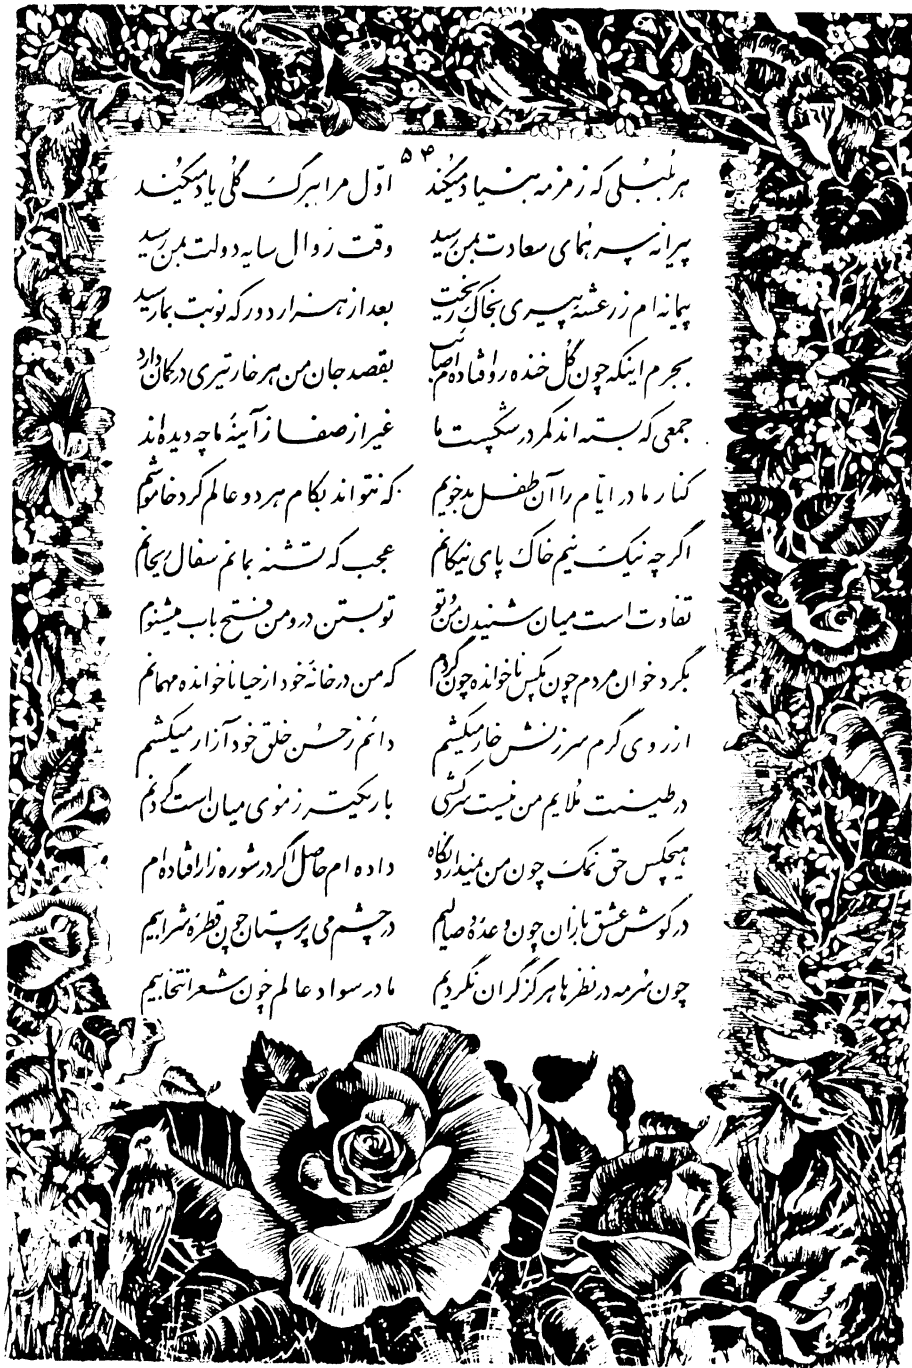 ۵۴
هر بلبلی که زمزمه بنیاد میکند اوّل مرا ببرگ گلی یاد میکند
پیرانه سر همای سعادت بمن رسید وقت زوال سایه دولت بمن رسید
پیمانه ام ز رعشهٔ پیری بخاک ریخت بعد از هزار دور که نوبت بما رسید
بجرم اینکه چون گل خنده رو افتاده‌ام صائب بقصد جان من هر خار تیری در کمان دارد
جمعی که بسته اند کمر در شکست ما غیر از صفا ز آینهٔ ما چه دیده‌اند
کنار مادر ایام را آن طفل بدخویم که نتواند بکام هر دو عالم کرد خاموشم
اگر چه نیک نیم خاک پای نیکانم عجب که تشنه بمانم سفال ریحانم
تفاوت است میان شنیدن من و تو تو بستن در و من فتح باب میشنوم
بگرد خوان مردم چون مگس ناخوانده چون گردم که من در خانهٔ خود از حیا ناخوانده مهمانم
از روی گرم سرزنش خار میکشم دائم ز حسن خلق خود آزار میکشم
در طینت ملایم من نیست سرکشی باریکتر ز موی میان است گردنم
هیچکس حق نمک چون من نمیدارد نگاه داده ام حاصل اگر در شوره زار افتاده ام
در گوش عشق بازان چون وعدهٔ وصالیم در چشم می پرستان چون قطرهٔ شرابیم
چون سرمه در نظرها هرگز گران نگردیم ما در سواد عالم چون شعر انتخابیم